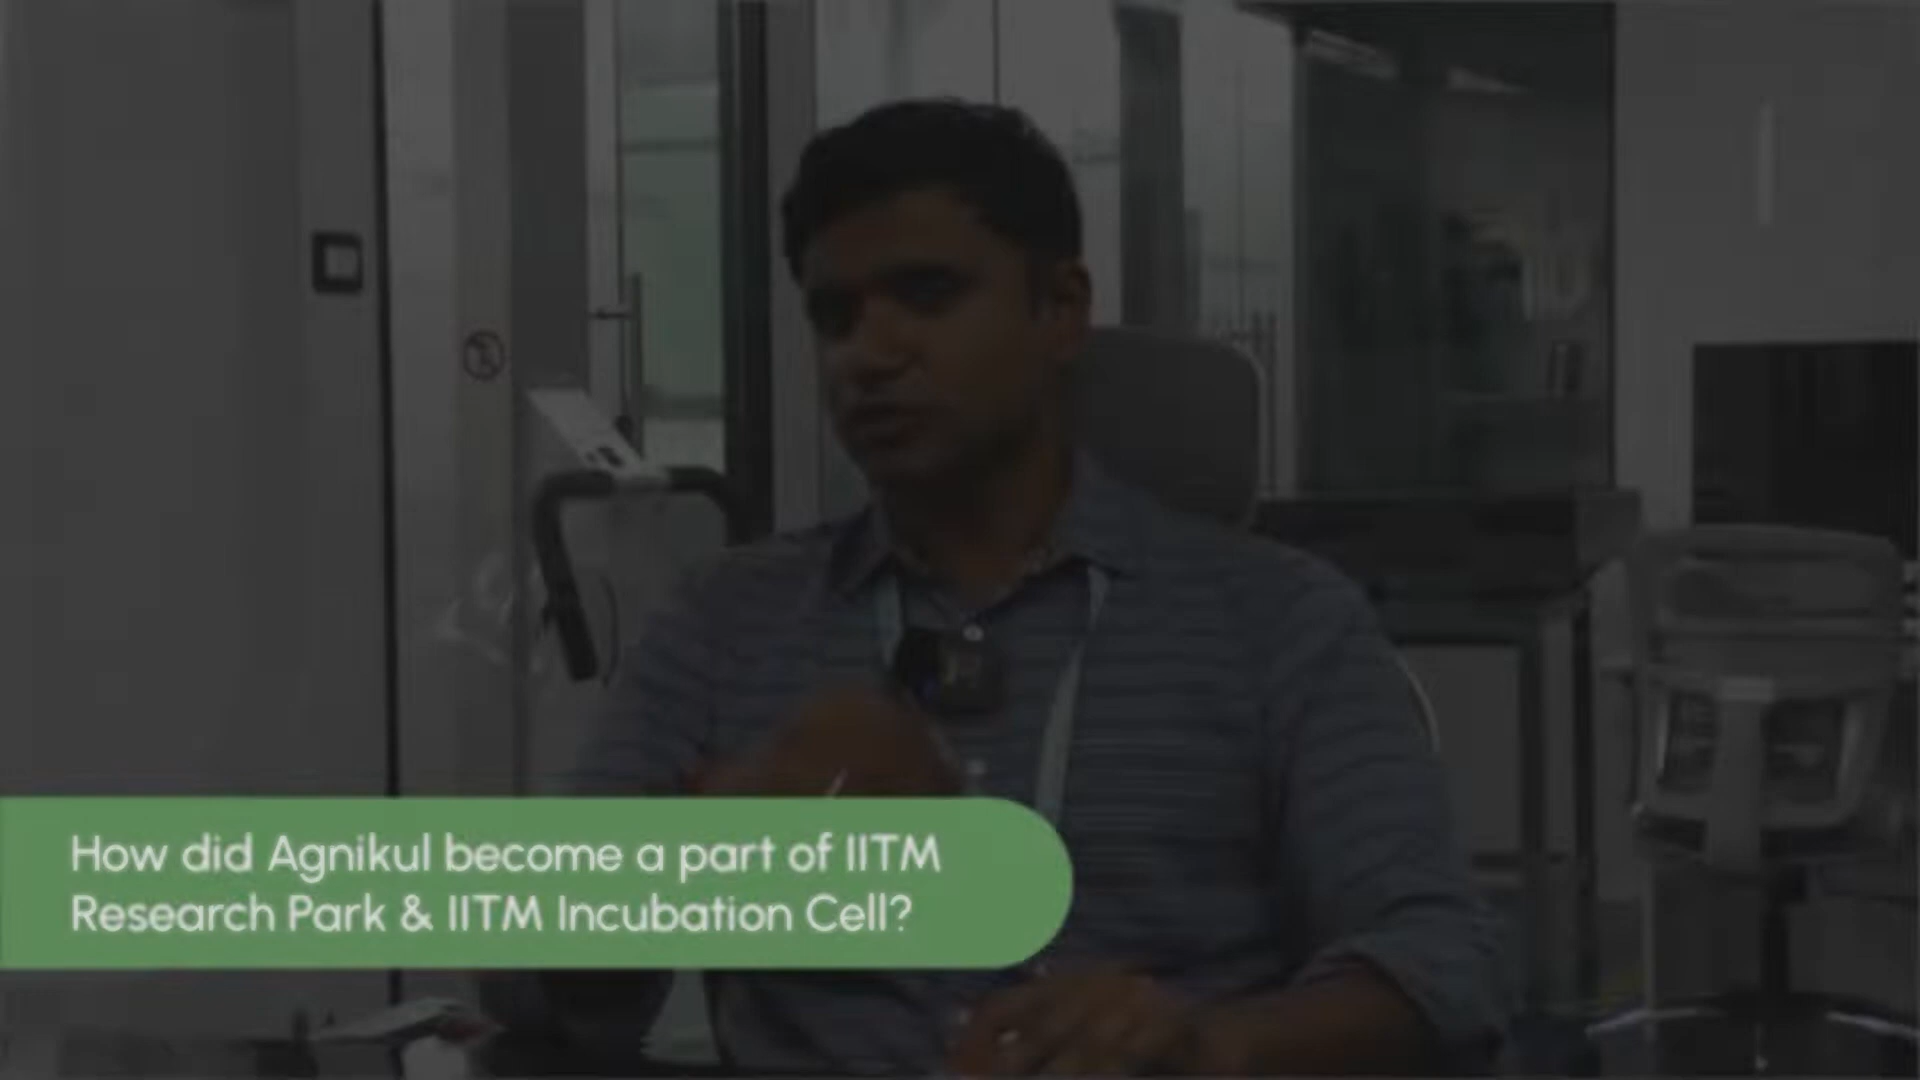 How did Agnikul become a part of IITM
Research Park & IITM Incubation Cell?